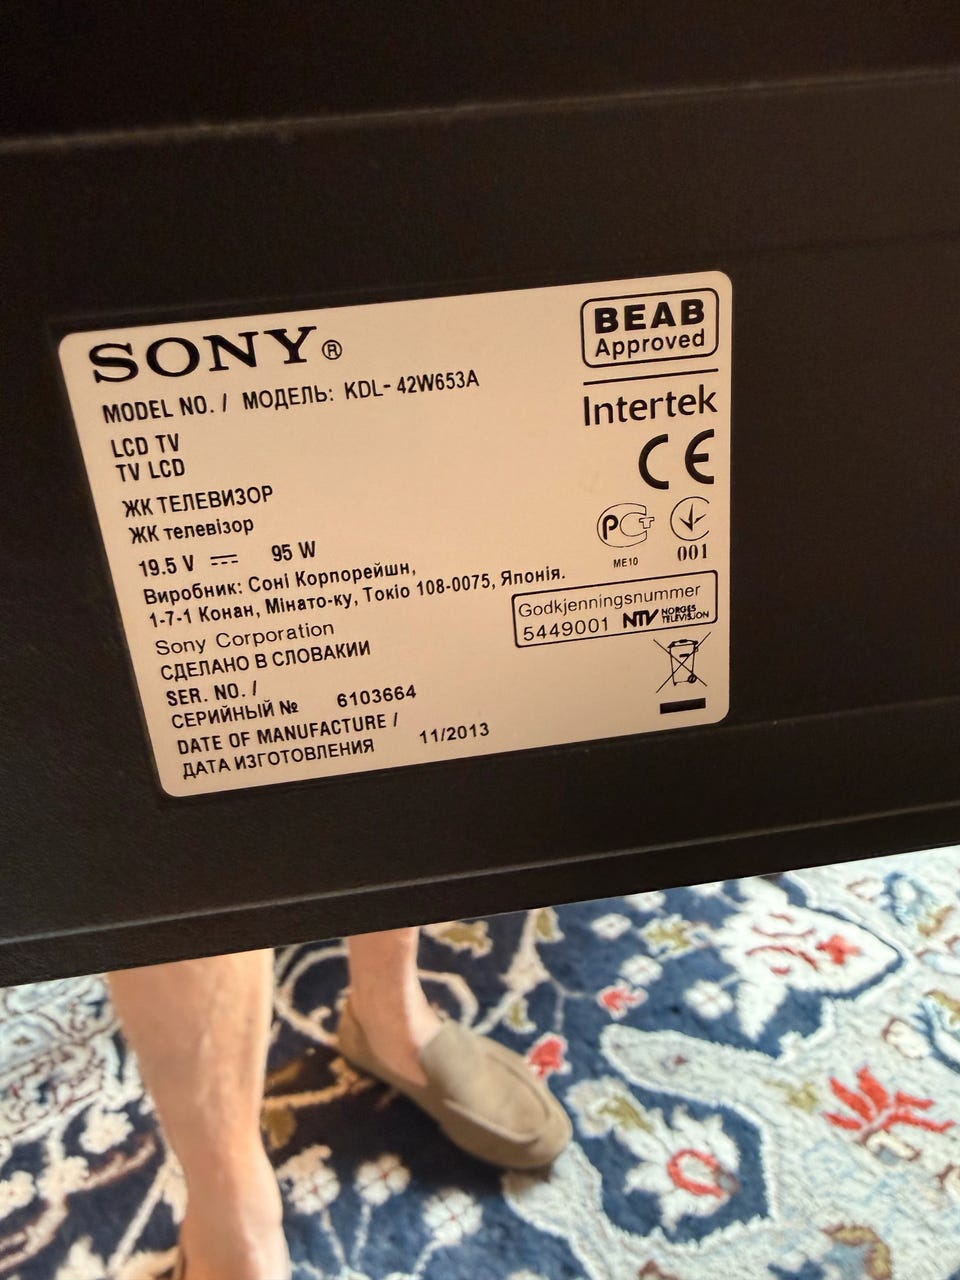 SONY®
MODEL NO. / МОДЕЛЬ: KDL- 42W653A
LCD TV
TV LCD
ЖК ТЕЛЕВИЗОР
ЖК телевізор
19.5 V 95 W
Виробник: Соні Корпорейшн,
1-7-1 Конан, Мінато-ку, Токіо 108-0075, Японія.
Sony Corporation
СДЕЛАНО В СЛОВАКИИ
SER. NO. /
СЕРИЙНЫЙ № 6103664
DATE OF MANUFACTURE /
ДАТА ИЗГОТОВЛЕНИЯ 11/2013
BEAB
Approved
Intertek
CE
РСТ
ME10
001
Godkjenningsnummer
5449001 NTV NORGES
TELEVISJON